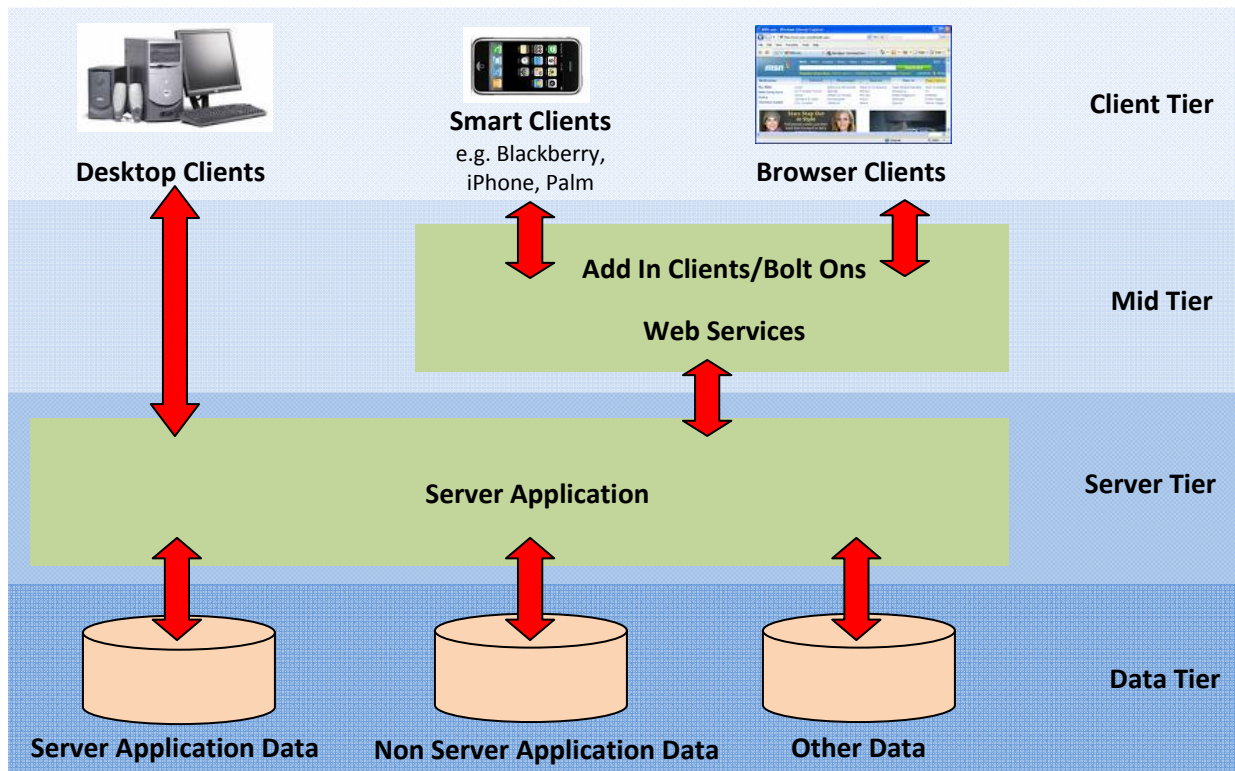 Client Tier
msn
Desktop Clients
Smart Clients
e.g. Blackberry,
iPhone, Palm
Browser Clients
Add In Clients/Bolt Ons
Web Services
Mid Tier
Server Application
Server Tier
Data Tier
Server Application Data
Non Server Application Data
Other Data